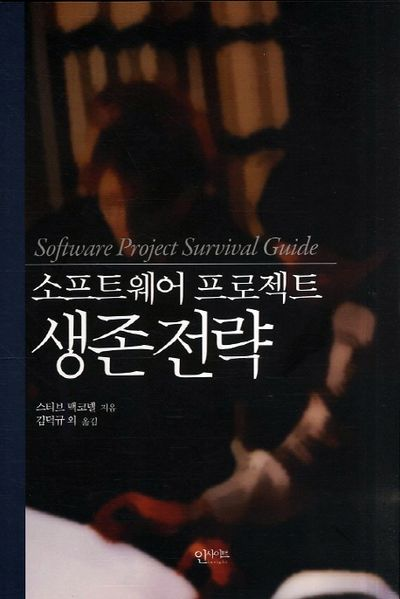 Software Project Survival Guide
소프트웨어 프로젝트
생존 전략
스티브 맥코넬 지음
김덕규 외 옮김
인사이트
insight